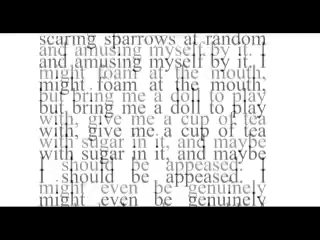 scaring sparrows at random
and amusing myself by it. I
and amusing myself by it. I
might foam at the mouth,
might foam at the mouth,
but bring me a doll to play
but bring me a doll to play
with, give me a cup of tea
with, give me a cup of tea
with sugar in it, and maybe
with sugar in it, and maybe
I should be appeased. I
I should be appeased. I
might even be genuinely
might even be genuinely